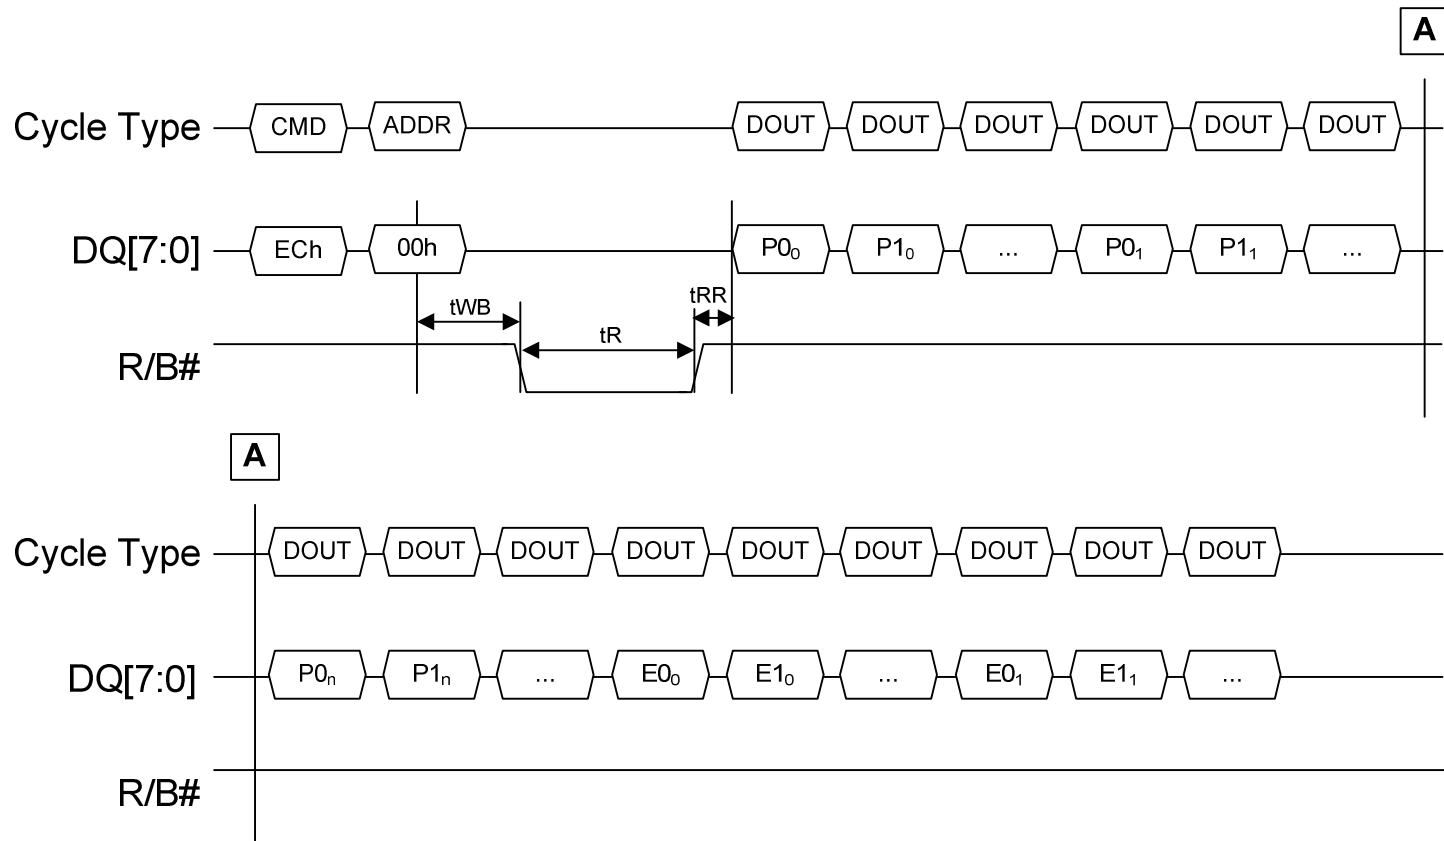 A
Cycle Type CMD ADDR DOUT DOUT DOUT DOUT DOUT DOUT
DQ[7:0] ECh 00h P0₀ P1₀ ... P0₁ P1₁ ...
tWB tR tRR
R/B#
A
Cycle Type DOUT DOUT DOUT DOUT DOUT DOUT DOUT DOUT DOUT
DQ[7:0] P0ₙ P1ₙ ... E0₀ E1₀ ... E0₁ E1₁ ...
R/B#